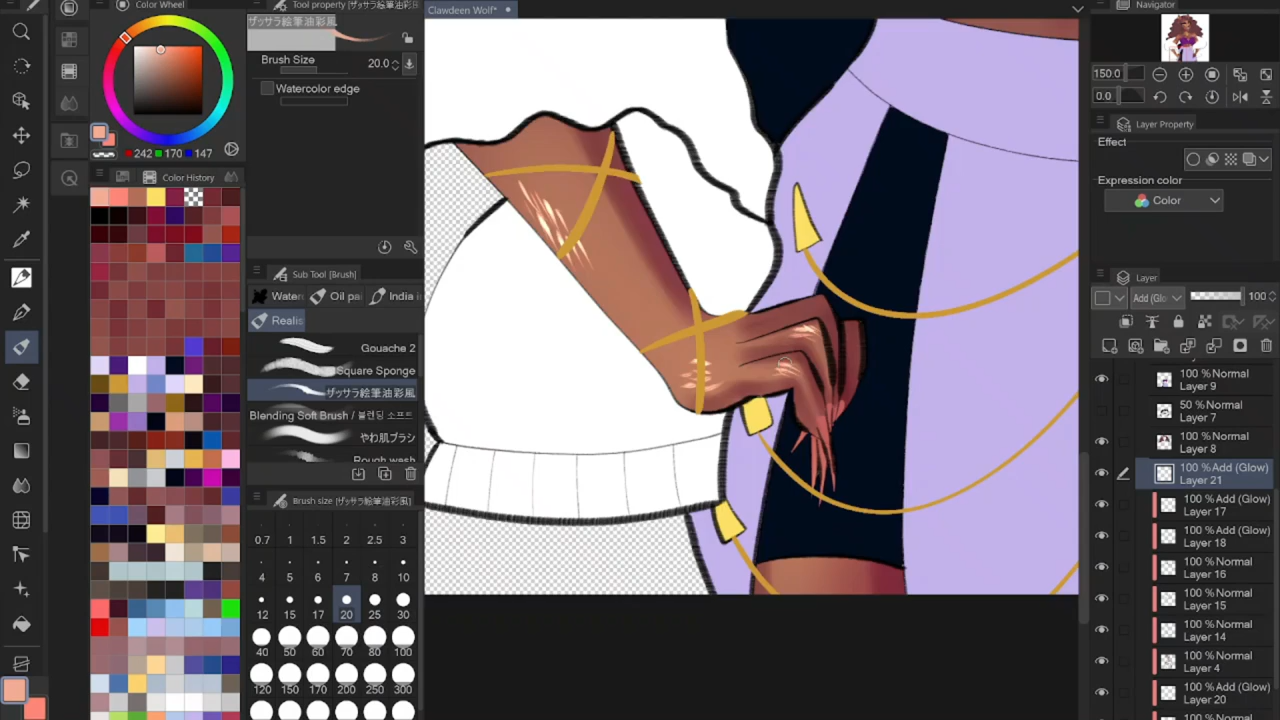 Color Wheel
242 170 147
Color History
Tool property [ザッサラ絵筆油彩風
ザッサラ絵筆油彩風
Brush Size
20.0
Watercolor edge
Sub Tool [Brush]
Water
Oil pa
India i
Realis
Gouache 2
Square Sponge
ザッサラ絵筆油彩風
Blending Soft Brush / 블렌딩 소프트
やわ肌ブラシ
Rough wash
Brush size [ザッサラ絵筆油彩風]
0.7 1 1.5 2 2.5 3
4 5 6 7 8 10
12 15 17 20 25 30
40 50 60 70 80 100
120 150 170 200 250 300
Clawdeen Wolf*
Navigator
150.0
0.0
Layer Property
Effect
Expression color
Color
Layer
Add (Glo
100
100 % Normal
Layer 9
50 % Normal
Layer 7
100 % Normal
Layer 8
100 % Add (Glow)
Layer 21
100 % Add (Glow)
Layer 17
100 % Add (Glow)
Layer 18
100 % Normal
Layer 16
100 % Normal
Layer 15
100 % Normal
Layer 14
100 % Normal
Layer 4
100 % Add (Glow)
Layer 20
100 % Normal